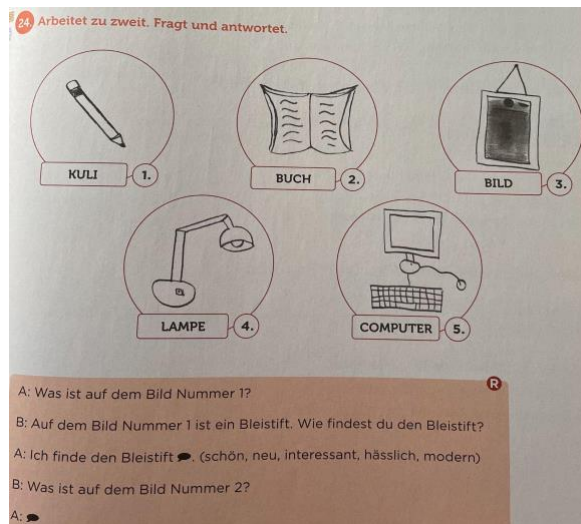 24. Arbeitet zu zweit. Fragt und antwortet.
KULI 1.
BUCH 2.
BILD 3.
LAMPE 4.
COMPUTER 5.
R
A: Was ist auf dem Bild Nummer 1?
B: Auf dem Bild Nummer 1 ist ein Bleistift. Wie findest du den Bleistift?
A: Ich finde den Bleistift . (schön, neu, interessant, hässlich, modern)
B: Was ist auf dem Bild Nummer 2?
A: